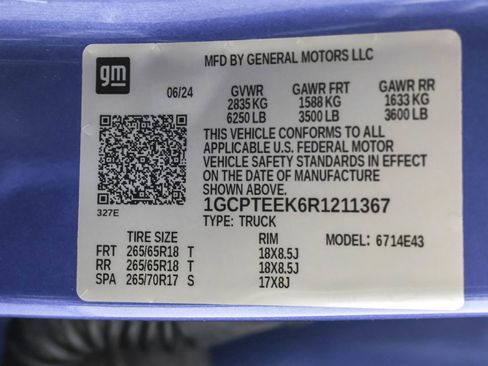 MFD BY GENERAL MOTORS LLC
gm
06/24 GVWR GAWR FRT GAWR RR
2835 KG 1588 KG 1633 KG
6250 LB 3500 LB 3600 LB
THIS VEHICLE CONFORMS TO ALL
APPLICABLE U.S. FEDERAL MOTOR
VEHICLE SAFETY STANDARDS IN EFFECT
ON THE DATE OF MANUFACTURE
SHOWN ABOVE.
327E
1GCPTEEK6R1211367
TYPE: TRUCK
TIRE SIZE RIM MODEL: 6714E43
FRT 265/65R18 T 18X8.5J
RR 265/65R18 T 18X8.5J
SPA 265/70R17 S 17X8J